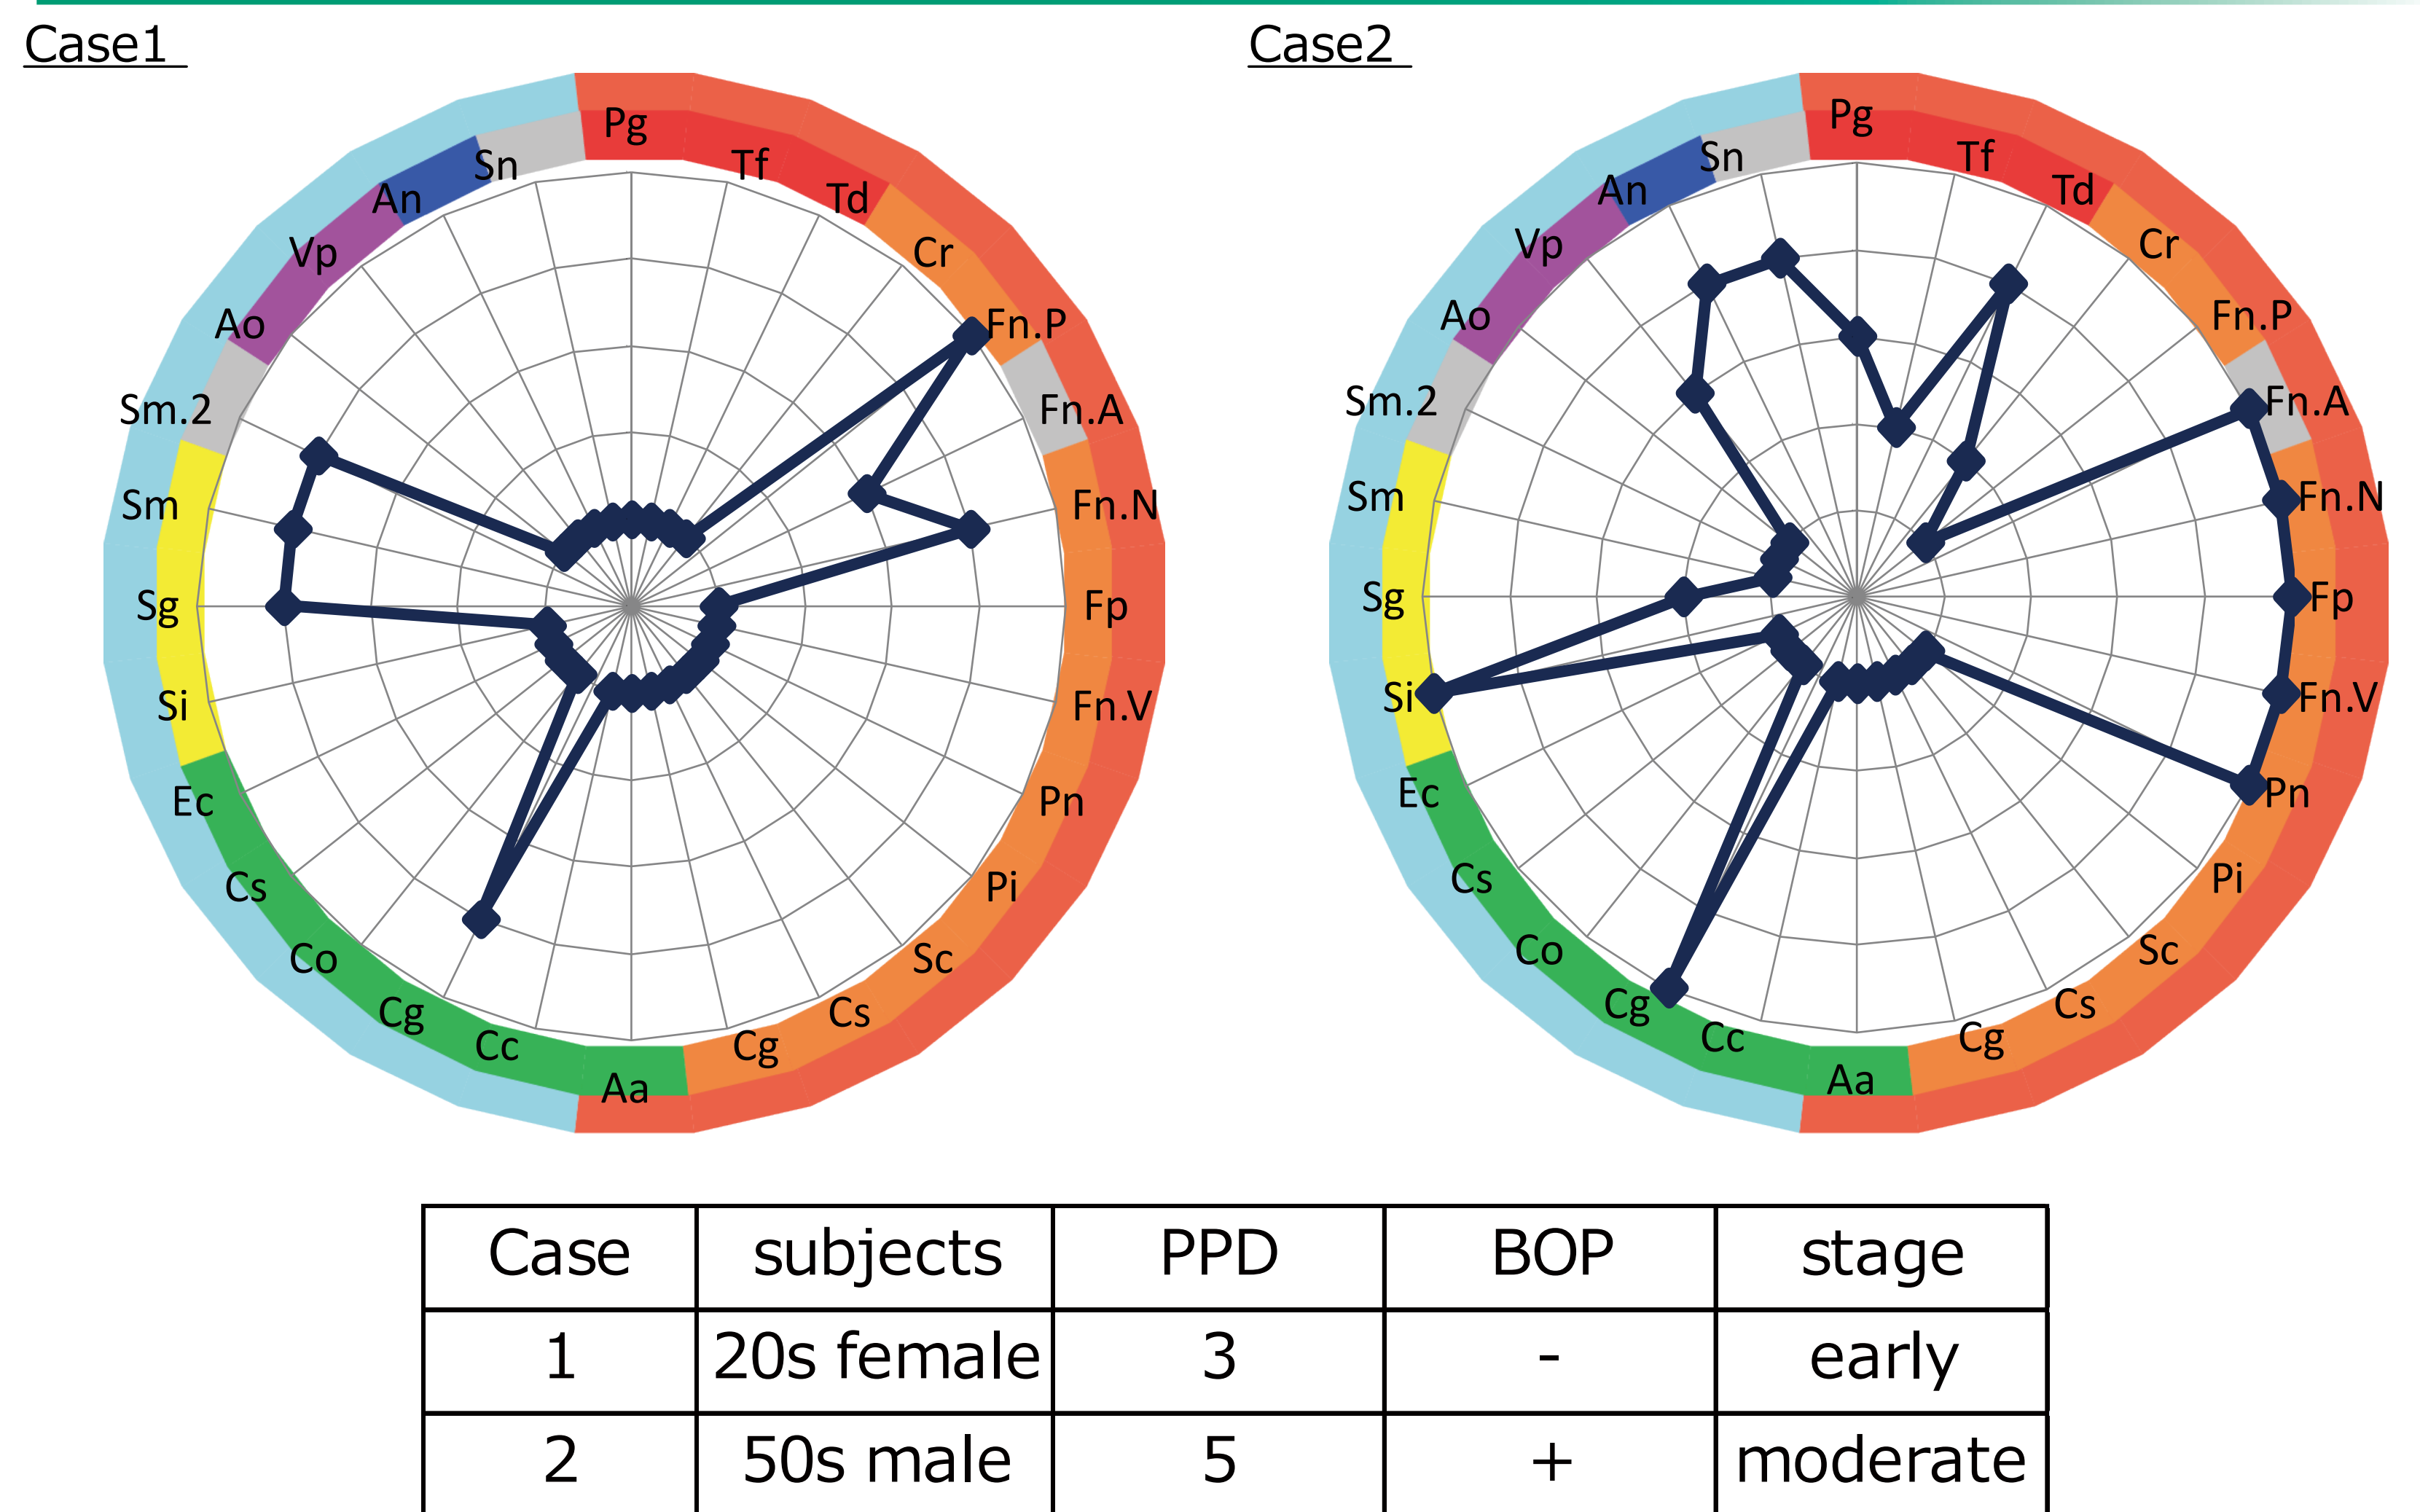 Case1
Case2
Pg
Tf
Td
Cr
Fn.P
Fn.A
Fn.N
Fp
Fn.V
Pn
Pi
Sc
Cs
Cg
Aa
Cc
Cg
Co
Cs
Ec
Si
Sg
Sm
Sm.2
Ao
Vp
An
Sn
Pg
Tf
Td
Cr
Fn.P
Fn.A
Fn.N
Fp
Fn.V
Pn
Pi
Sc
Cs
Cg
Aa
Cc
Cg
Co
Cs
Ec
Si
Sg
Sm
Sm.2
Ao
Vp
An
Sn
Case subjects PPD BOP stage
1 20s female 3 - early
2 50s male 5 + moderate